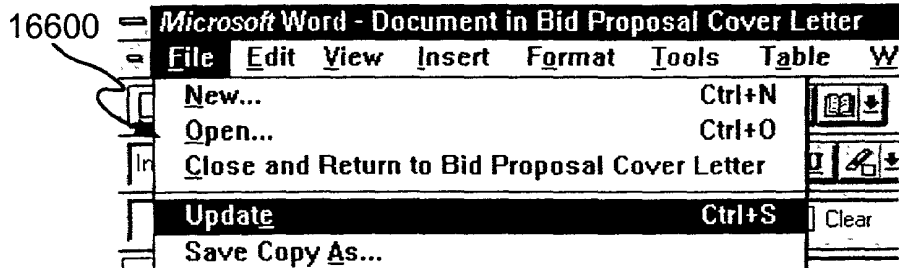 16600
Microsoft Word - Document in Bid Proposal Cover Letter
File Edit View Insert Format Tools Table W
New... Ctrl+N
Open... Ctrl+O
In Close and Return to Bid Proposal Cover Letter U
Update Ctrl+S Clear
Save Copy As...